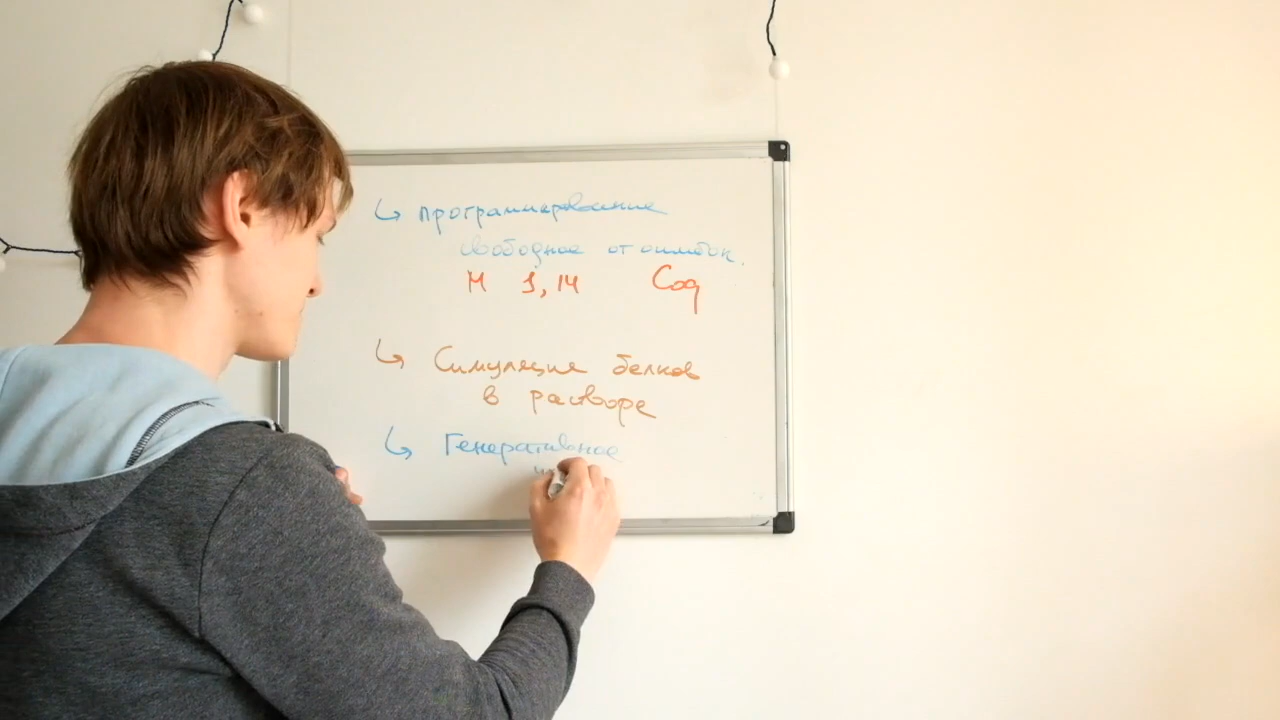 программирование
свободное от ошибок.
М 1,14 Coq
Симуляция белков
в растворе
Генеративное